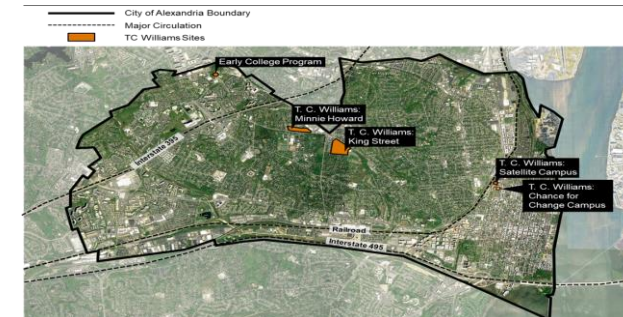 City of Alexandria Boundary
Major Circulation
TC Williams Sites
Early College Program
T. C. Williams:
Minnie Howard
T. C. Williams:
King Street
Interstate 395
T. C. Williams:
Satellite Campus
T. C. Williams:
Chance for
Change Campus
Railroad
Interstate 495